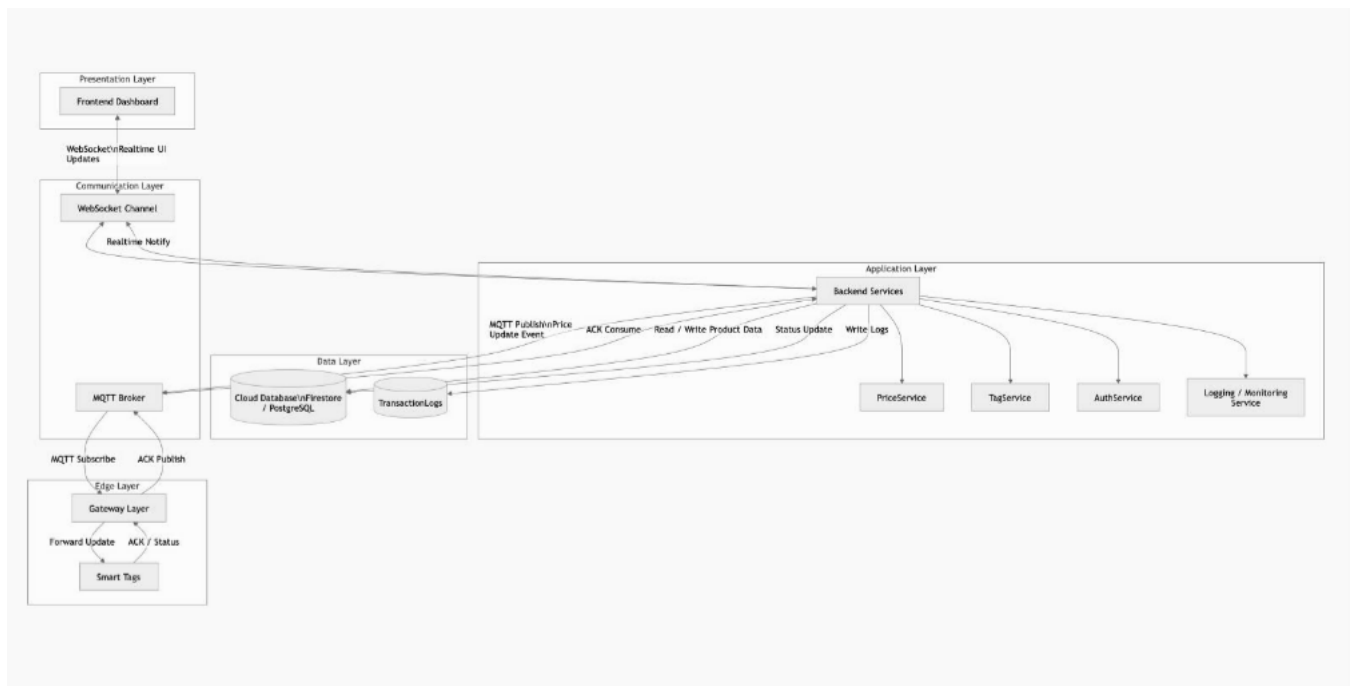 Presentation Layer
Frontend Dashboard
WebSocket\nRealtime UI
Updates
Communication Layer
WebSocket Channel
Realtime Notify
Application Layer
Backend Services
MQTT Publish\nPrice
Update Event
ACK Consume
Read / Write Product Data
Status Update
Write Logs
Data Layer
MQTT Broker
Cloud Database\nFirestore
/ PostgreSQL
TransactionLogs
PriceService
TagService
AuthService
Logging / Monitoring
Service
MQTT Subscribe
ACK Publish
Edge Layer
Gateway Layer
Forward Update
ACK / Status
Smart Tags